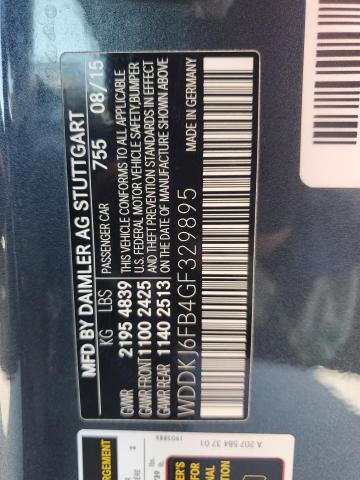 MFD BY DAIMLER AG STUTTGART
PASSENGER CAR 755 08/15
KG LBS
GVWR 2195 4839
GAWR FRONT 1100 2425
GAWR REAR 1140 2513
THIS VEHICLE CONFORMS TO ALL APPLICABLE
U.S. FEDERAL MOTOR VEHICLE SAFETY,BUMPER
AND THEFT PREVENTION STANDARDS IN EFFECT
ON THE DATE OF MANUFACTURE SHOWN ABOVE
WDDKJ6FB4GF329895
MADE IN GERMANY
A 207 584 37 01